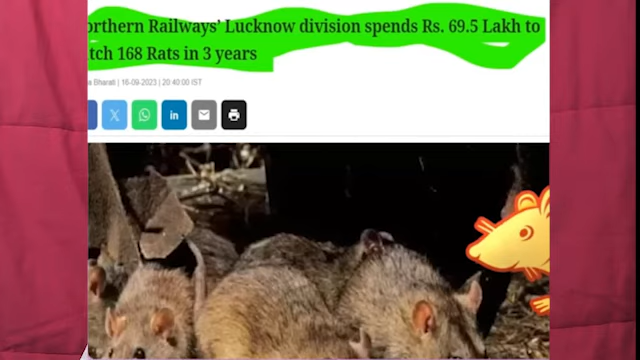 orthern Railways' Lucknow division spends Rs. 69.5 Lakh to
tch 168 Rats in 3 years
a Bharati | 16-09-2023 | 20:40:00 IST
in